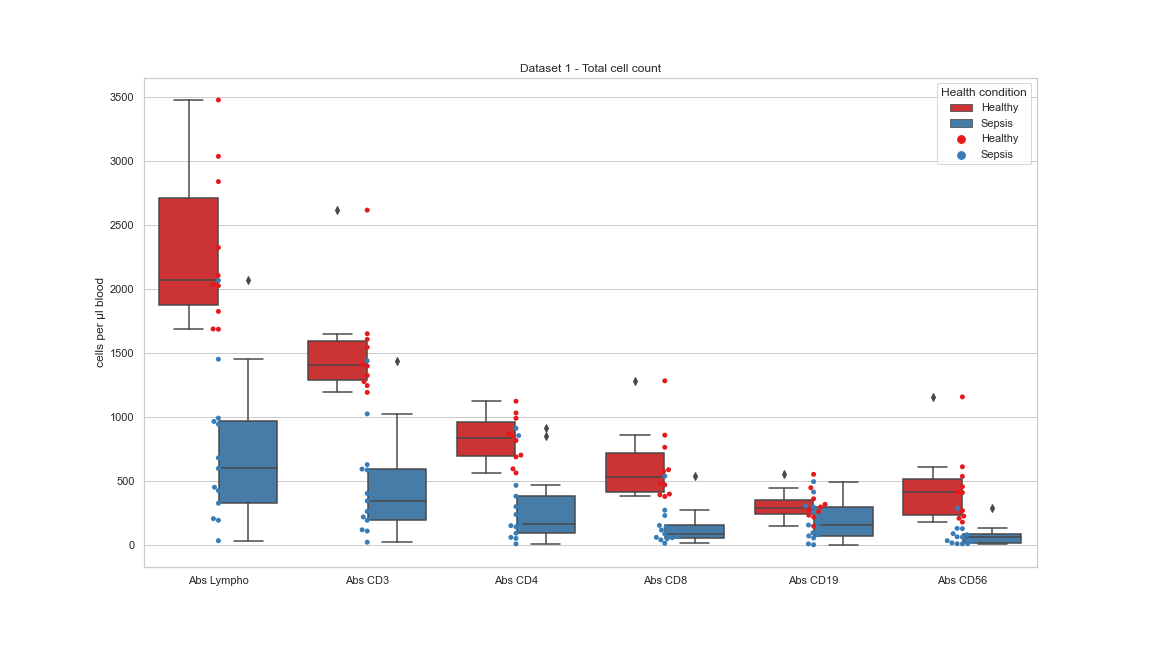 Dataset 1 - Total cell count
Health condition
Healthy
Sepsis
Healthy
Sepsis
cells per µl blood
3500
3000
2500
2000
1500
1000
500
0
Abs Lympho Abs CD3 Abs CD4 Abs CD8 Abs CD19 Abs CD56